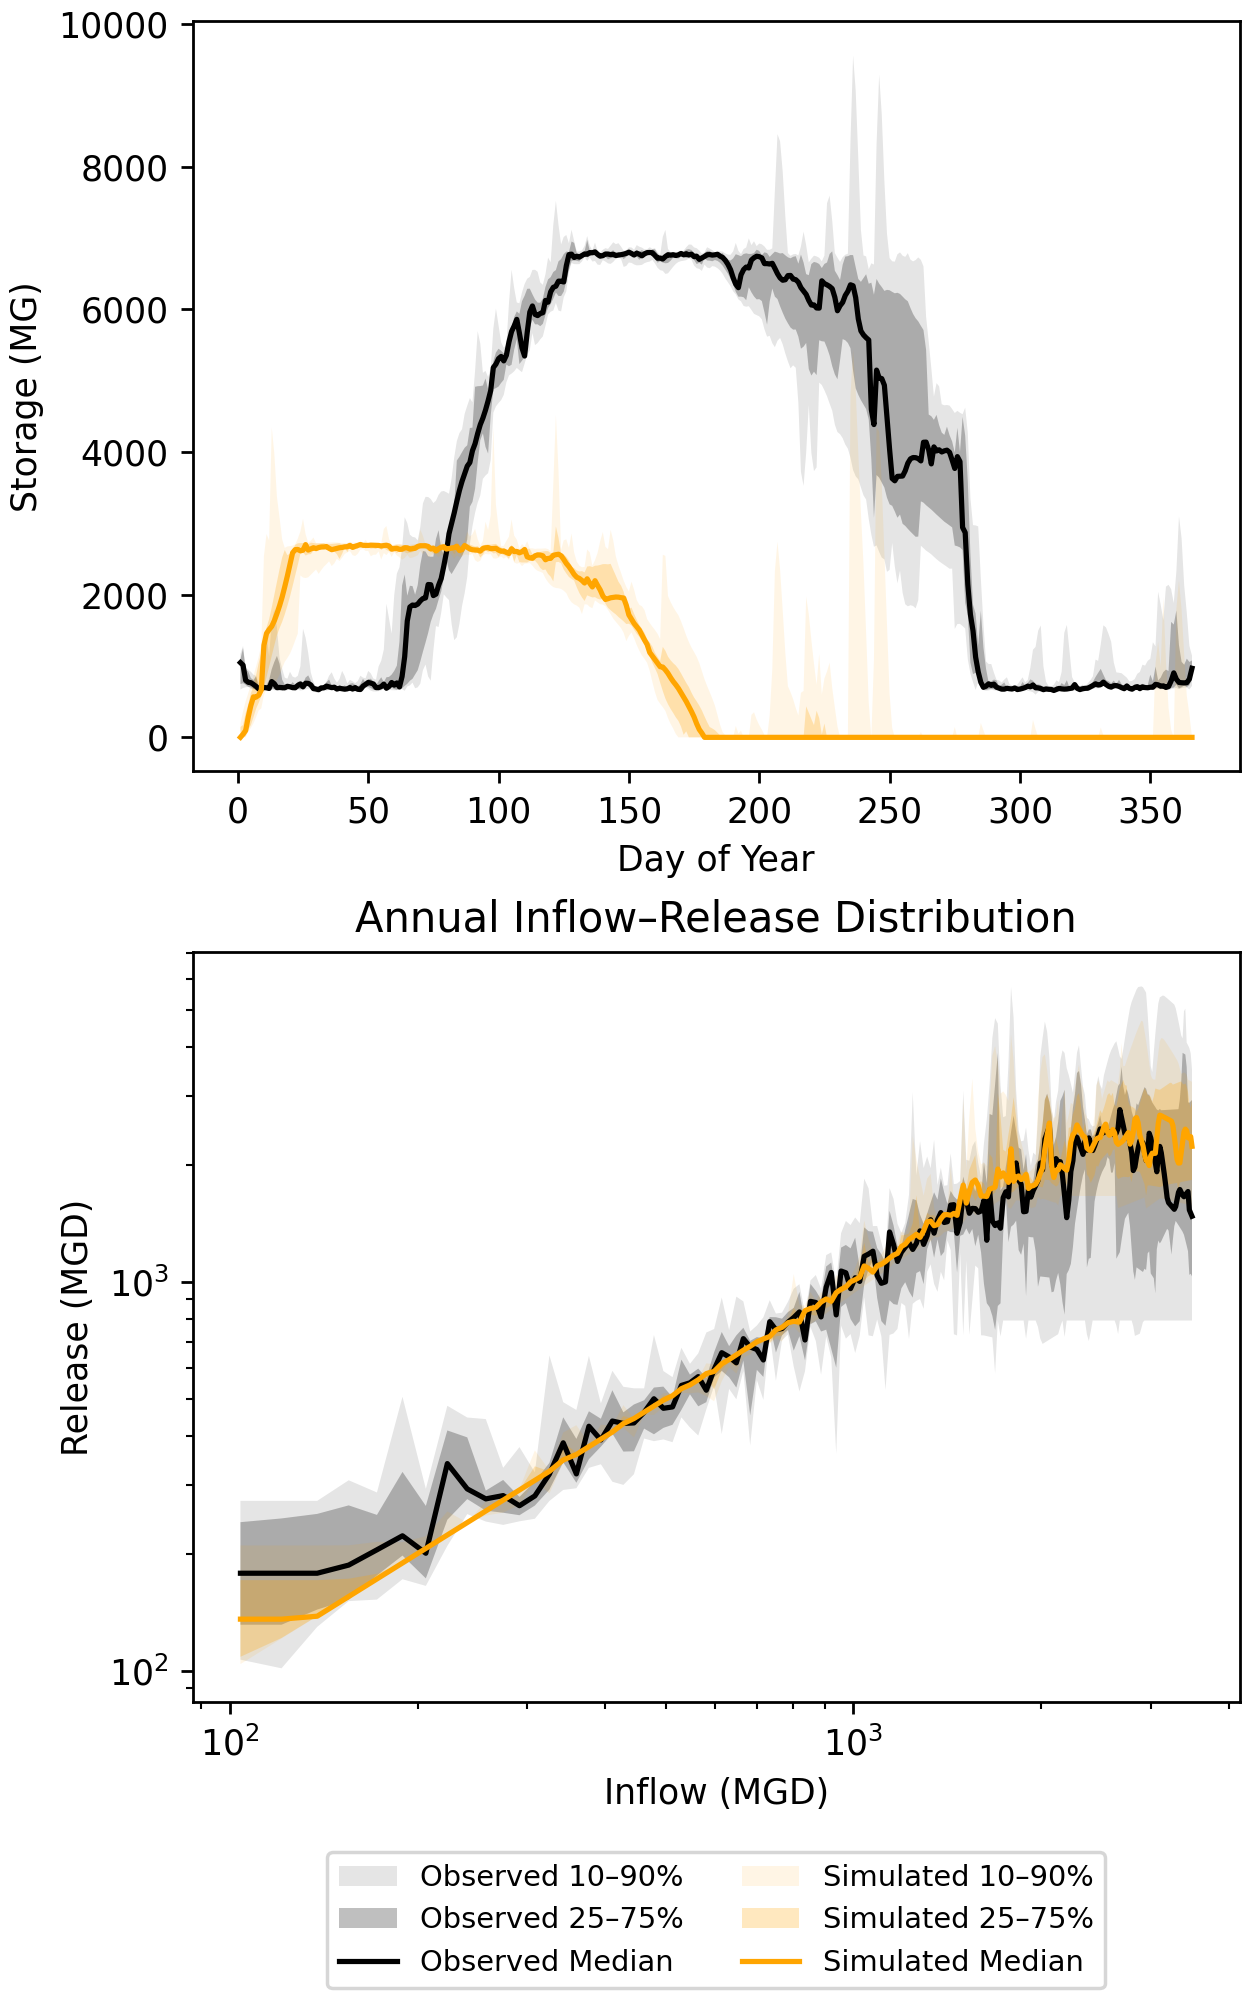 10000
8000
6000
4000
2000
0
Storage (MG)
0 50 100 150 200 250 300 350
Day of Year
Annual Inflow–Release Distribution
10³
10²
Release (MGD)
10² 10³
Inflow (MGD)
Observed 10–90% Simulated 10–90%
Observed 25–75% Simulated 25–75%
Observed Median Simulated Median